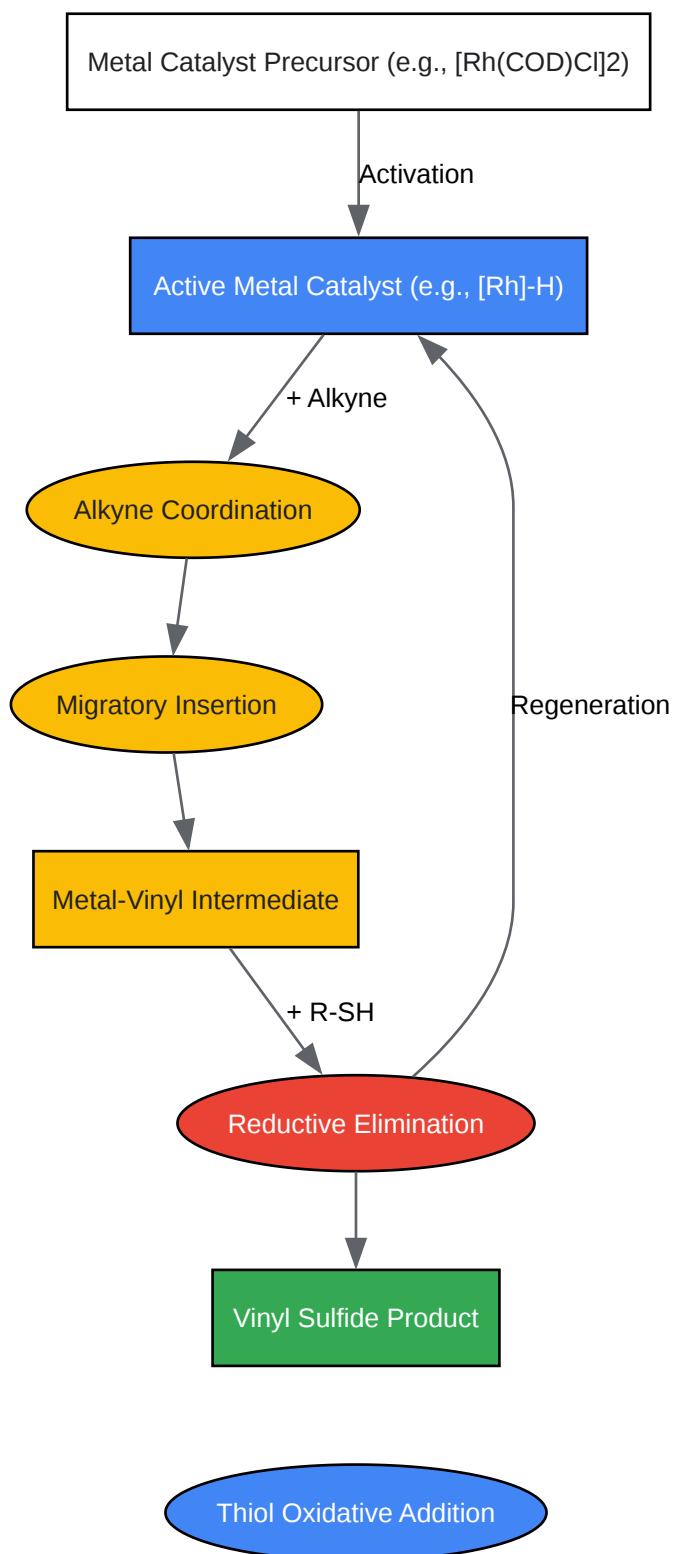 Metal Catalyst Precursor (e.g., [Rh(COD)Cl]2)
Activation
Active Metal Catalyst (e.g., [Rh]-H)
+ Alkyne
Alkyne Coordination
Migratory Insertion
Regeneration
Metal-Vinyl Intermediate
+ R-SH
Reductive Elimination
Vinyl Sulfide Product
Thiol Oxidative Addition